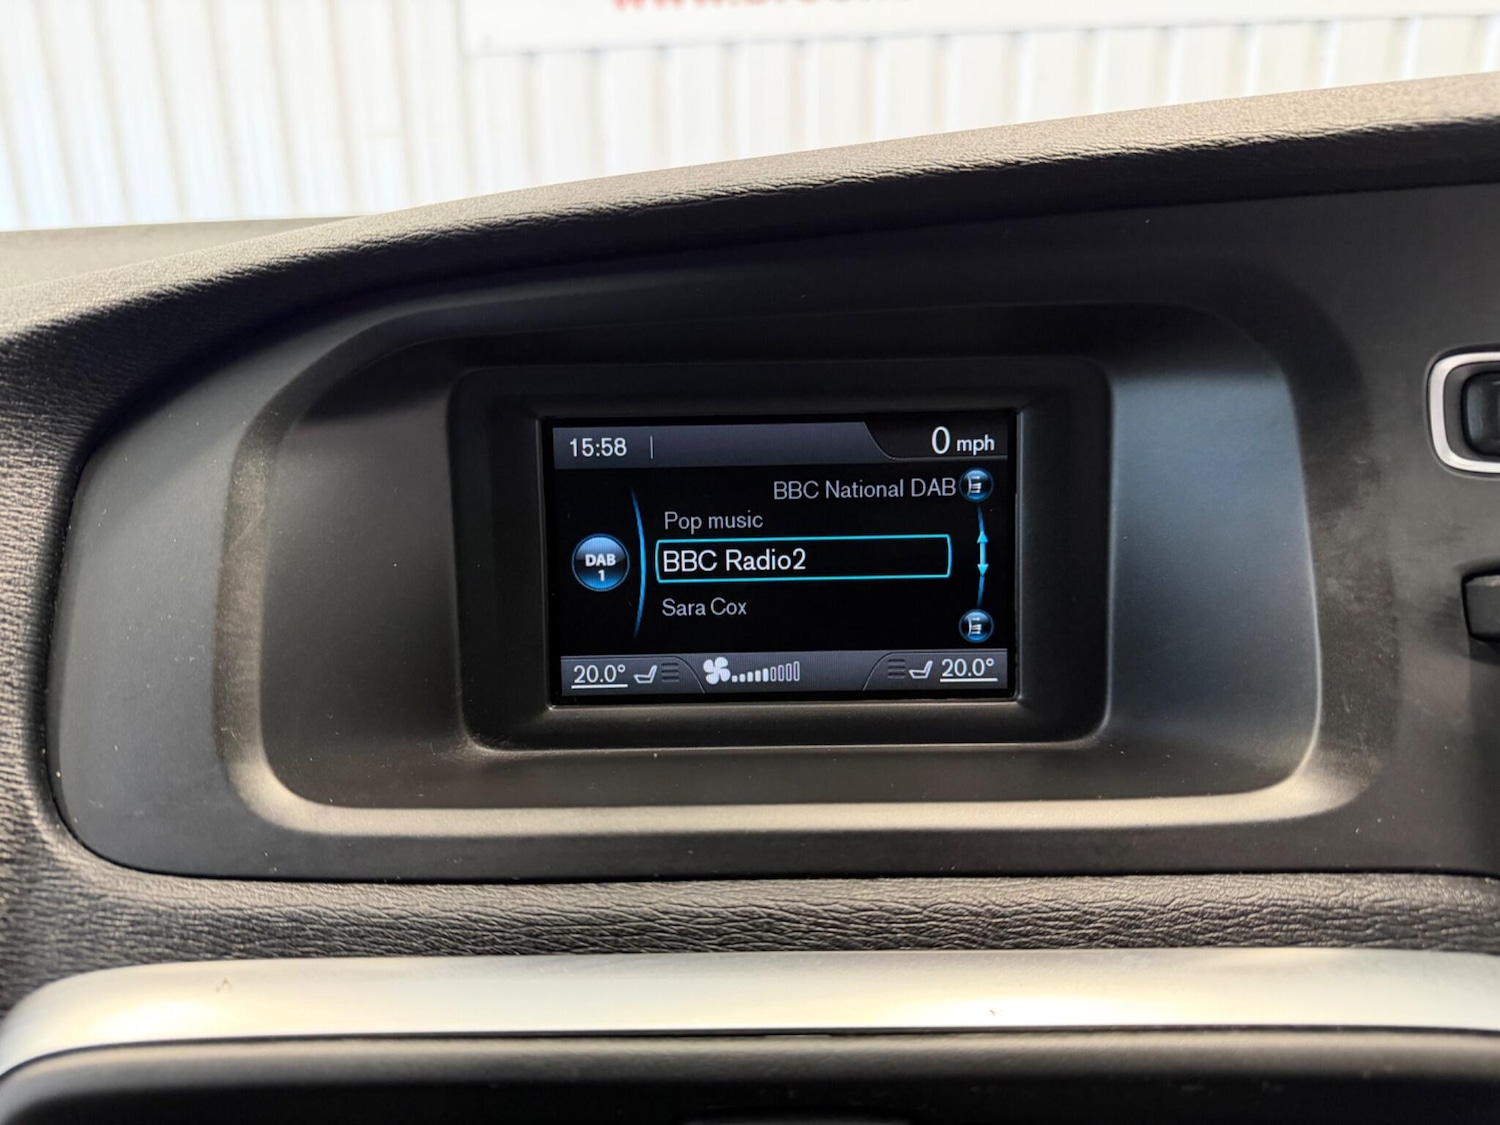 15:58
0 mph
BBC National DAB
Pop music
DAB
1
BBC Radio2
Sara Cox
20.0°
20.0°